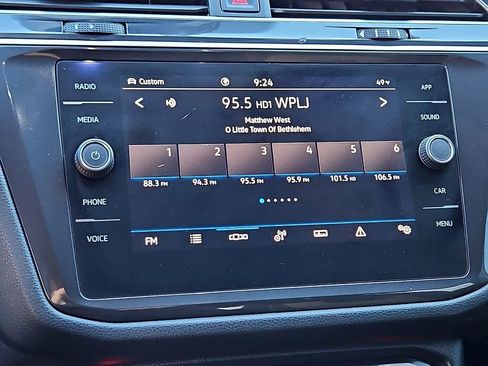 RADIO
MEDIA
PHONE
VOICE
Custom 9:24 49°F
95.5 HD1 WPLJ
Matthew West
O Little Town Of Bethlehem
1 2 3 4 5 6
88.3 FM 94.3 FM 95.5 FM 95.9 FM 101.5 HD 106.5 FM
FM
APP
SOUND
CAR
MENU